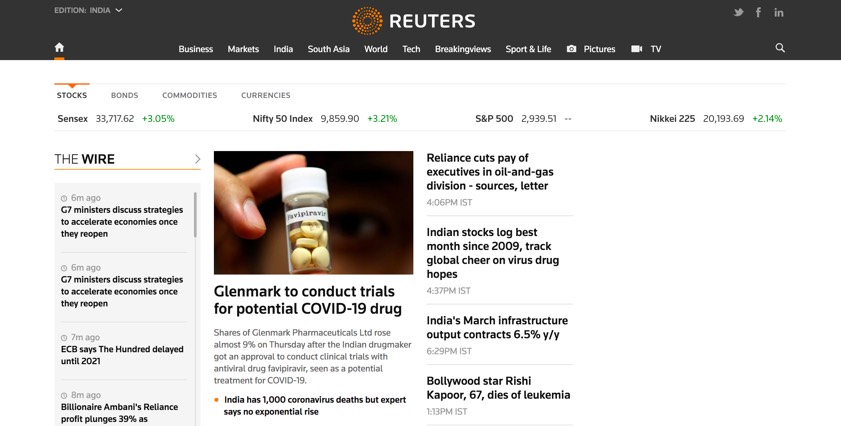 EDITION: INDIA
REUTERS
Business Markets India South Asia World Tech Breakingviews Sport & Life Pictures TV
STOCKS BONDS COMMODITIES CURRENCIES
Sensex 33,717.62 +3.05% Nifty 50 Index 9,859.90 +3.21% S&P 500 2,939.51 -- Nikkei 225 20,193.69 +2.14%
THE WIRE
6m ago
G7 ministers discuss strategies
to accelerate economies once
they reopen
6m ago
G7 ministers discuss strategies
to accelerate economies once
they reopen
7m ago
ECB says The Hundred delayed
until 2021
8m ago
Billionaire Ambani's Reliance
profit plunges 39% as
Favipiravir
Glenmark to conduct trials
for potential COVID-19 drug
Shares of Glenmark Pharmaceuticals Ltd rose
almost 9% on Thursday after the Indian drugmaker
got an approval to conduct clinical trials with
antiviral drug favipiravir, seen as a potential
treatment for COVID-19.
India has 1,000 coronavirus deaths but expert
says no exponential rise
Reliance cuts pay of
executives in oil-and-gas
division - sources, letter
4:06PM IST
Indian stocks log best
month since 2009, track
global cheer on virus drug
hopes
4:37PM IST
India's March infrastructure
output contracts 6.5% y/y
6:29PM IST
Bollywood star Rishi
Kapoor, 67, dies of leukemia
1:13PM IST